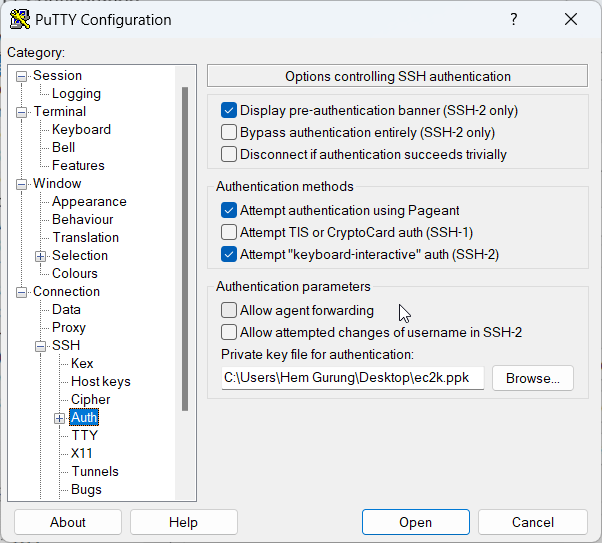 PuTTY Configuration
?
Category:
Session
Logging
Terminal
Keyboard
Bell
Features
Window
Appearance
Behaviour
Translation
Selection
Colours
Connection
Data
Proxy
SSH
Kex
Host keys
Cipher
Auth
TTY
X11
Tunnels
Bugs
Options controlling SSH authentication
Display pre-authentication banner (SSH-2 only)
Bypass authentication entirely (SSH-2 only)
Disconnect if authentication succeeds trivially
Authentication methods
Attempt authentication using Pageant
Attempt TIS or CryptoCard auth (SSH-1)
Attempt "keyboard-interactive" auth (SSH-2)
Authentication parameters
Allow agent forwarding
Allow attempted changes of username in SSH-2
Private key file for authentication:
C:\Users\Hem Gurung\Desktop\ec2k.ppk Browse...
About Help Open Cancel